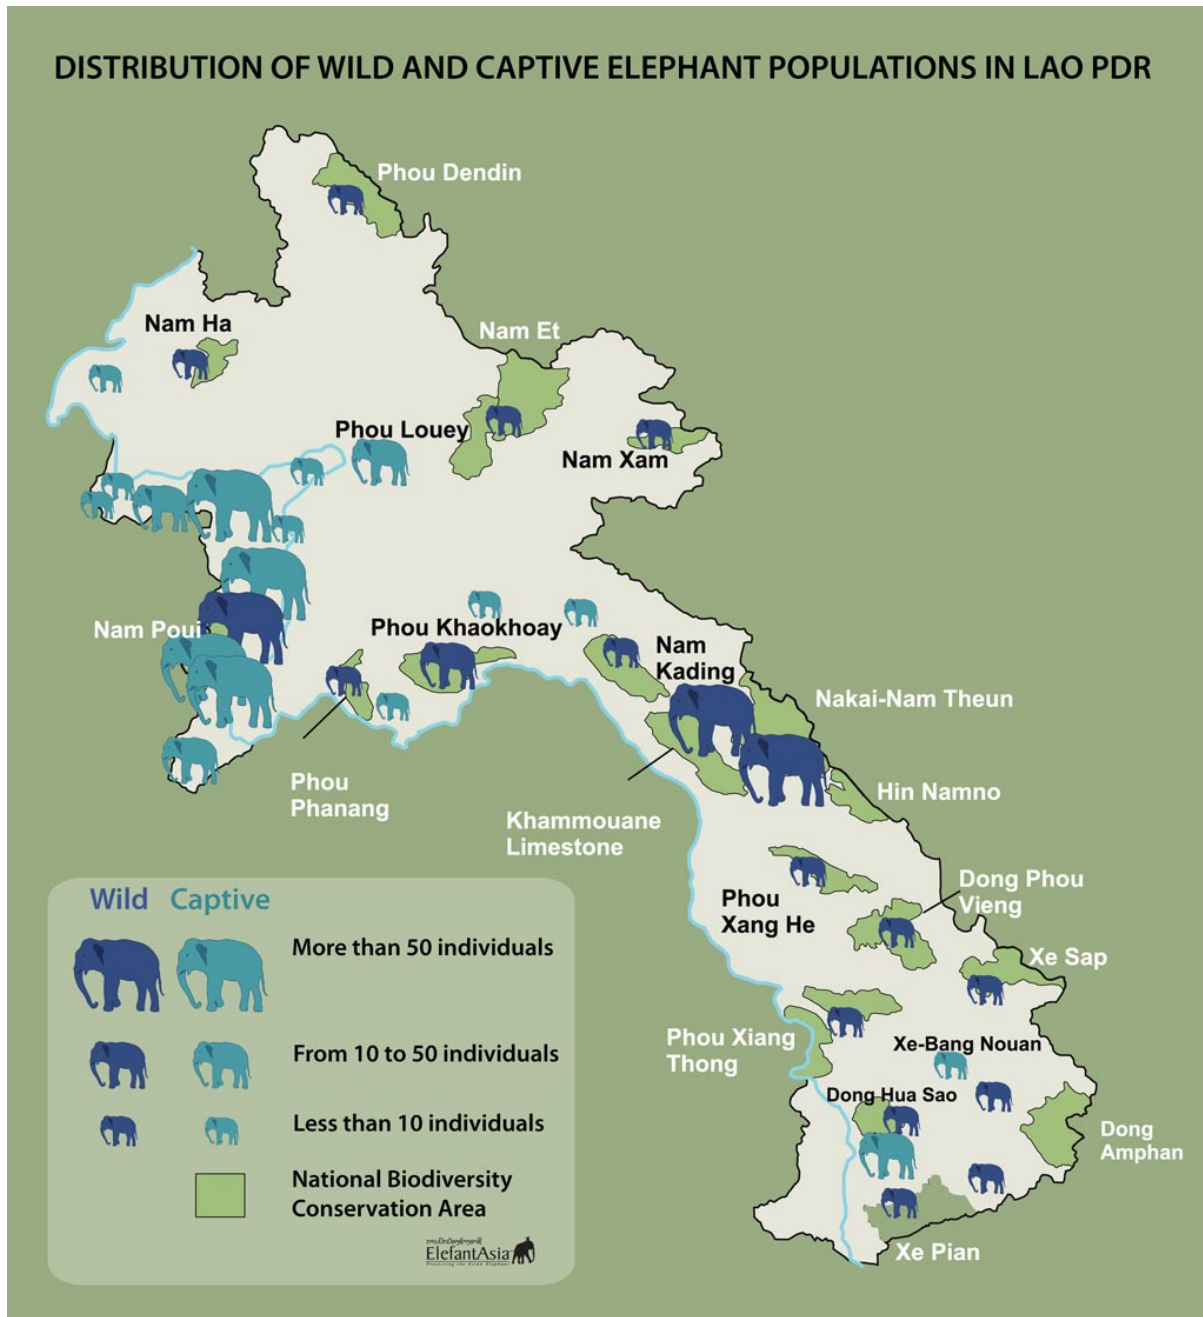 DISTRIBUTION OF WILD AND CAPTIVE ELEPHANT POPULATIONS IN LAO PDR
Phou Dendin
Nam Ha
Nam Et
Phou Louey
Nam Xam
Nam Poui
Phou Khaokhoay
Nam
Kading
Nakai-Nam Theun
Phou
Phanang
Hin Namno
Khammouane
Limestone
Phou
Xang He
Dong Phou
Vieng
Xe Sap
Phou Xiang
Thong
Xe-Bang Nouan
Dong Hua Sao
Dong
Amphan
Xe Pian
Wild Captive
More than 50 individuals
From 10 to 50 individuals
Less than 10 individuals
National Biodiversity
Conservation Area
ElefantAsia